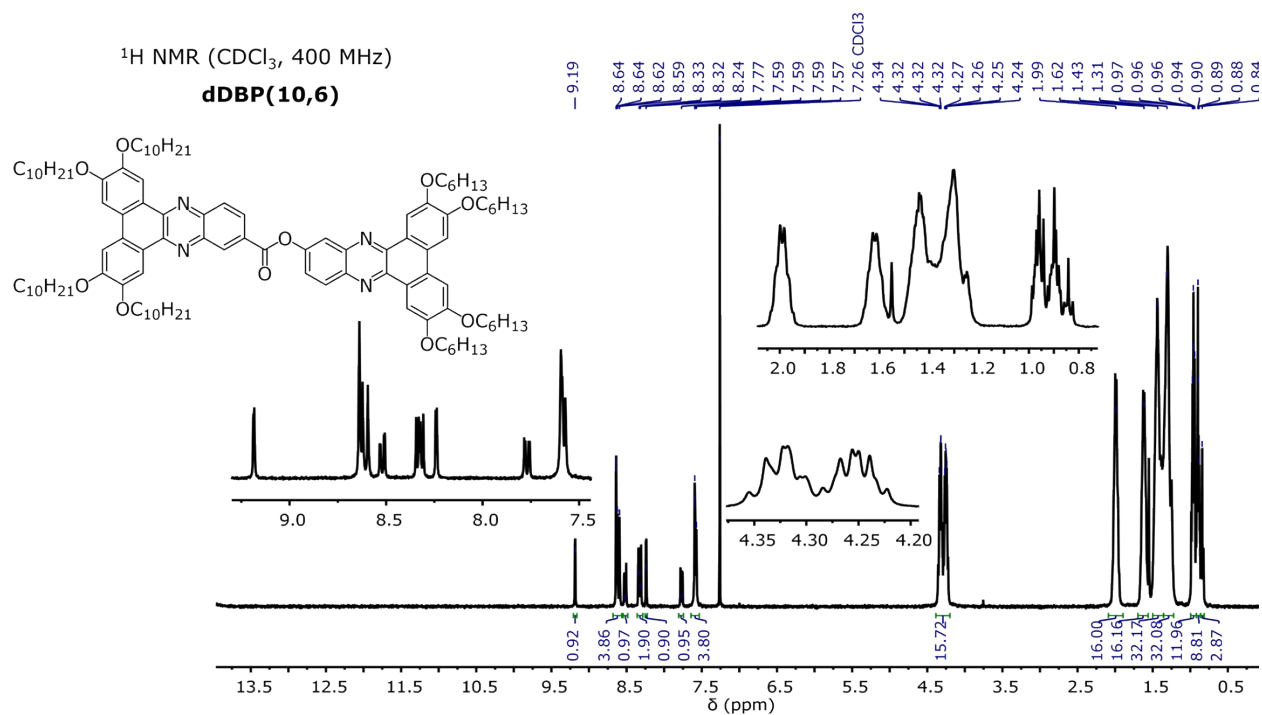 ¹H NMR (CDCl₃, 400 MHz)
dDBP(10,6)
9.19
8.64
8.64
8.62
8.59
8.33
8.32
8.24
7.77
7.59
7.59
7.59
7.57
7.26 CDCl3
4.34
4.32
4.32
4.32
4.27
4.26
4.25
4.24
1.99
1.62
1.43
1.31
0.97
0.96
0.96
0.94
0.90
0.89
0.88
0.84
OC₁₀H₂₁
C₁₀H₂₁O
N
N
C₁₀H₂₁O
OC₁₀H₂₁
O
O
N
N
OC₆H₁₃
OC₆H₁₃
OC₆H₁₃
OC₆H₁₃
9.0 8.5 8.0 7.5
2.0 1.8 1.6 1.4 1.2 1.0 0.8
4.35 4.30 4.25 4.20
0.92
3.86
0.97
1.90
0.90
0.95
3.80
15.72
16.00
16.16
32.17
32.08
11.96
8.81
2.87
13.5 12.5 11.5 10.5 9.5 8.5 7.5 6.5 5.5 4.5 3.5 2.5 1.5 0.5
δ (ppm)